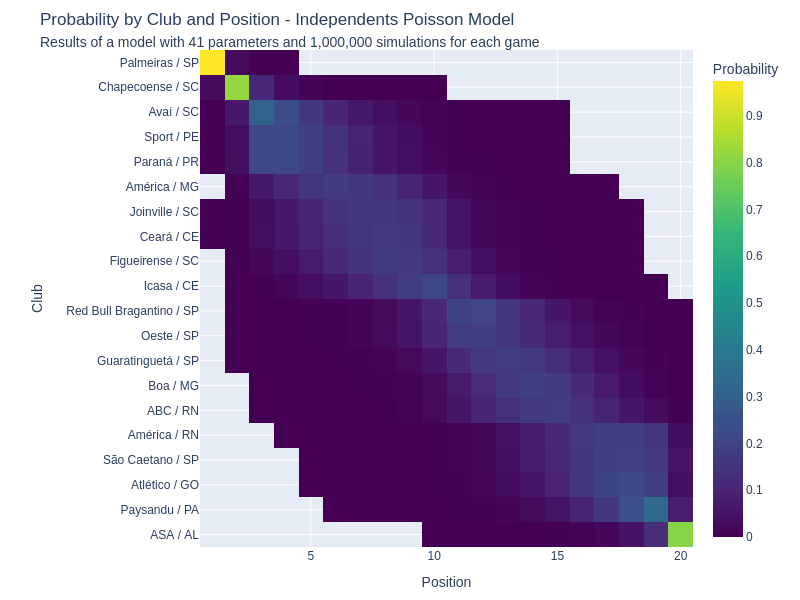 Probability by Club and Position - Independents Poisson Model
Results of a model with 41 parameters and 1,000,000 simulations for each game
Probability
Club
Palmeiras / SP
Chapecoense / SC
Avaí / SC
Sport / PE
Paraná / PR
América / MG
Joinville / SC
Ceará / CE
Figueirense / SC
Icasa / CE
Red Bull Bragantino / SP
Oeste / SP
Guaratinguetá / SP
Boa / MG
ABC / RN
América / RN
São Caetano / SP
Atlético / GO
Paysandu / PA
ASA / AL
5 10 15 20
Position
0.9
0.8
0.7
0.6
0.5
0.4
0.3
0.2
0.1
0